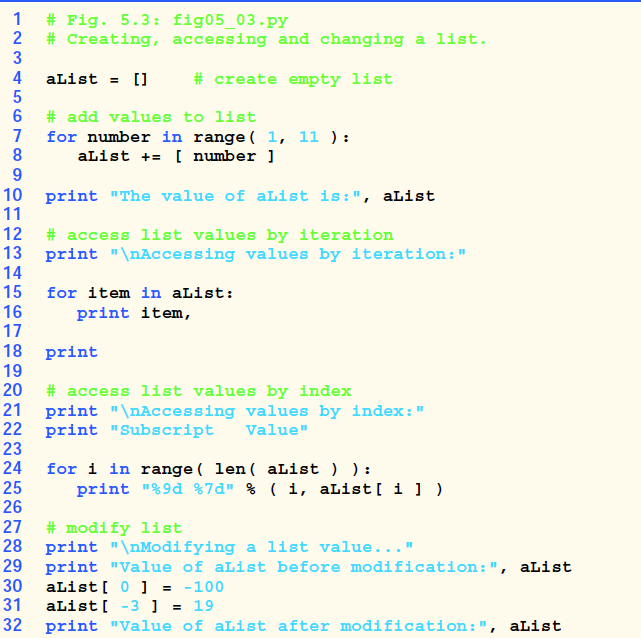 1 # Fig. 5.3: fig05_03.py
2 # Creating, accessing and changing a list.
3
4 aList = []    # create empty list
5
6 # add values to list
7 for number in range( 1, 11 ):
8    aList += [ number ]
9
10 print "The value of aList is:", aList
11
12 # access list values by iteration
13 print "\nAccessing values by iteration:"
14
15 for item in aList:
16    print item,
17
18 print
19
20 # access list values by index
21 print "\nAccessing values by index:"
22 print "Subscript   Value"
23
24 for i in range( len( aList ) ):
25    print "%9d %7d" % ( i, aList[ i ] )
26
27 # modify list
28 print "\nModifying a list value..."
29 print "Value of aList before modification:", aList
30 aList[ 0 ] = -100
31 aList[ -3 ] = 19
32 print "Value of aList after modification:", aList